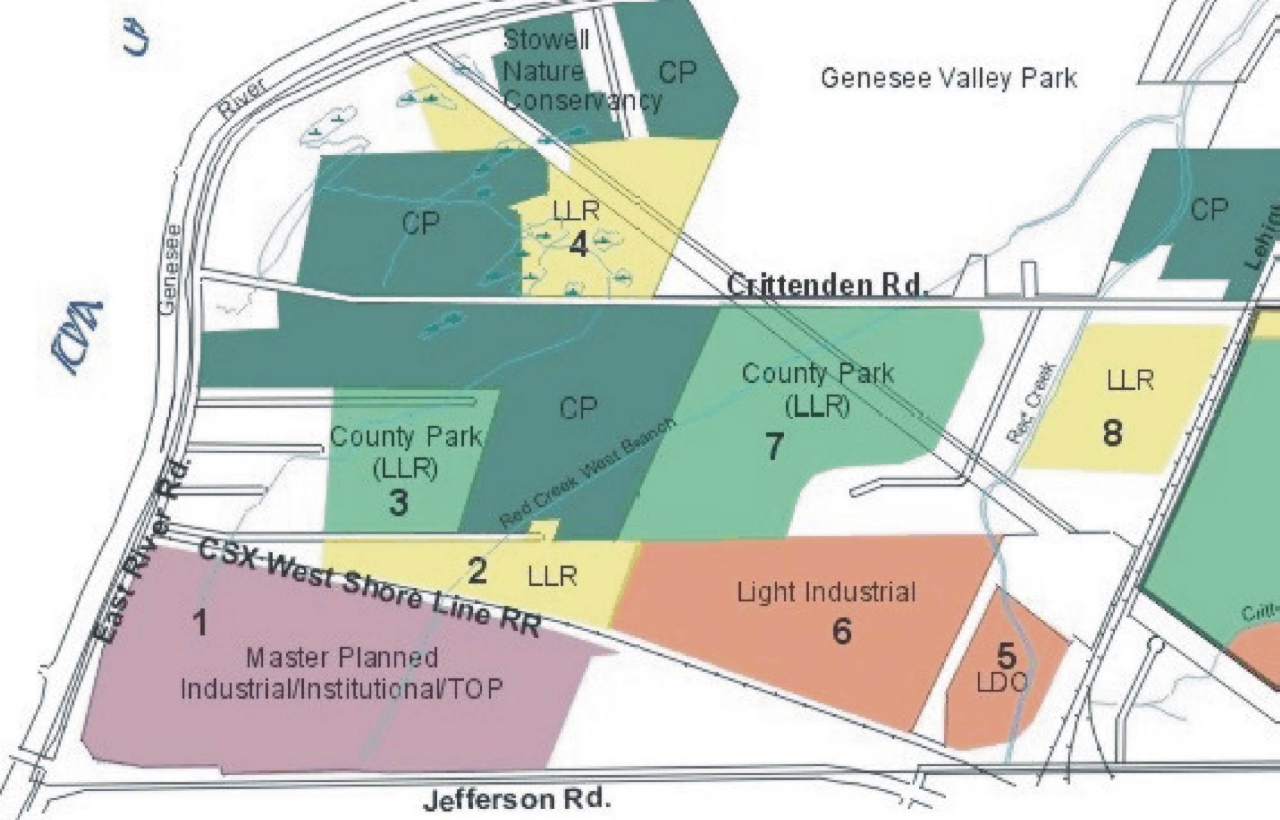 Stowell
Nature
Conservancy
CP
Genesee Valley Park
River
CP
LLR
4
CP
Genesee
Crittenden Rd.
County Park
(LLR)
7
LLR
8
Red Creek
CP
County Park
(LLR)
3
Red Creek West Branch
East River Rd.
CSX-West Shore Line RR
2
LLR
Light Industrial
6
1
Master Planned
Industrial/Institutional/TOP
5
LDO
Jefferson Rd.